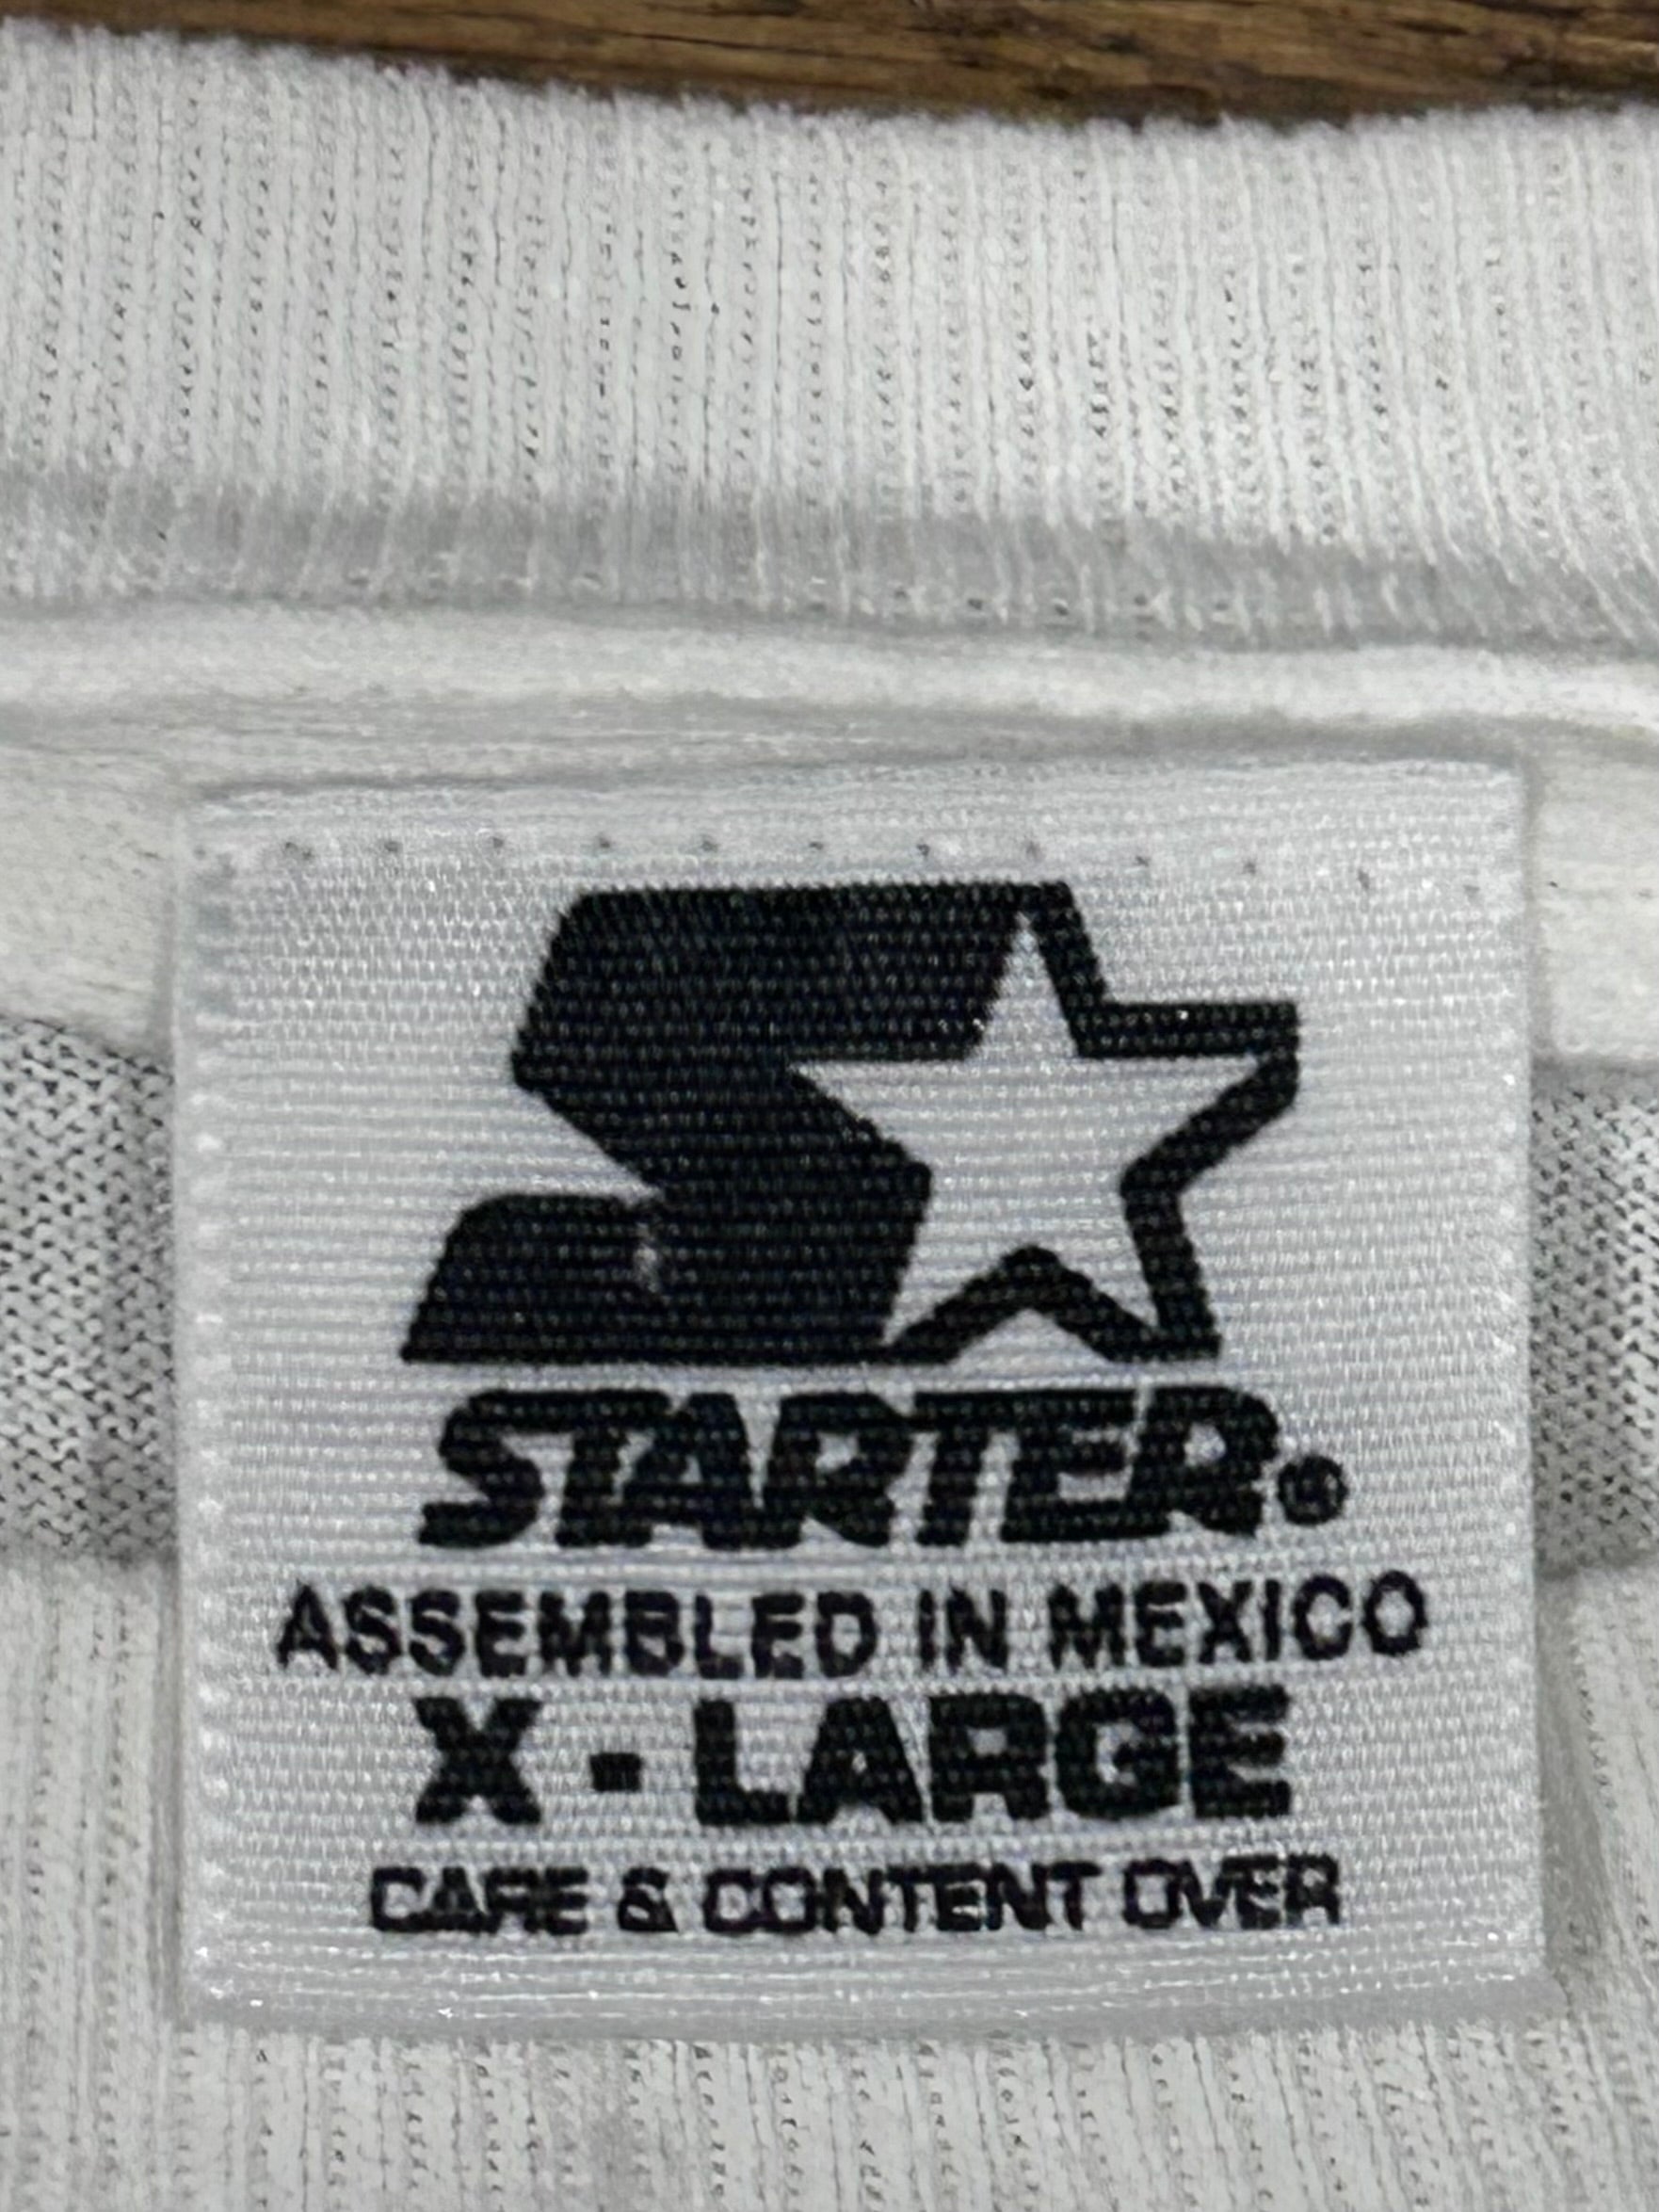 STARTER®
ASSEMBLED IN MEXICO
X-LARGE
CARE & CONTENT OVER